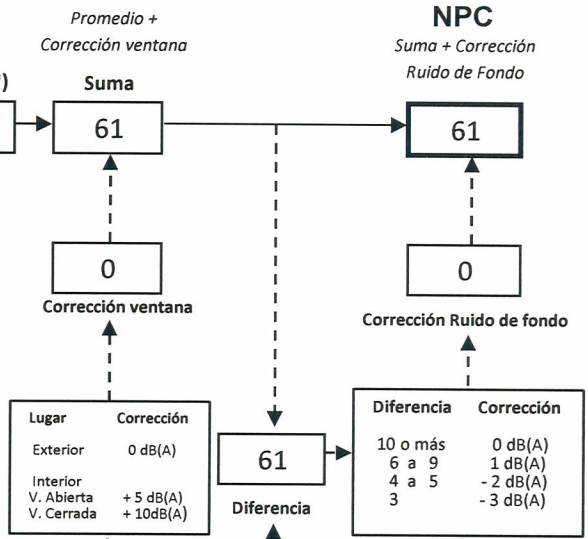 Promedio +
Corrección ventana
Suma
)
61
NPC
Suma + Corrección
Ruido de Fondo
61
0
Corrección ventana
0
Corrección Ruido de fondo
Lugar Corrección
Exterior 0 dB(A)
Interior
V. Abierta + 5 dB(A)
V. Cerrada + 10dB(A)
61
Diferencia
Diferencia Corrección
10 o más 0 dB(A)
6 a 9 1 dB(A)
4 a 5 - 2 dB(A)
3 - 3 dB(A)